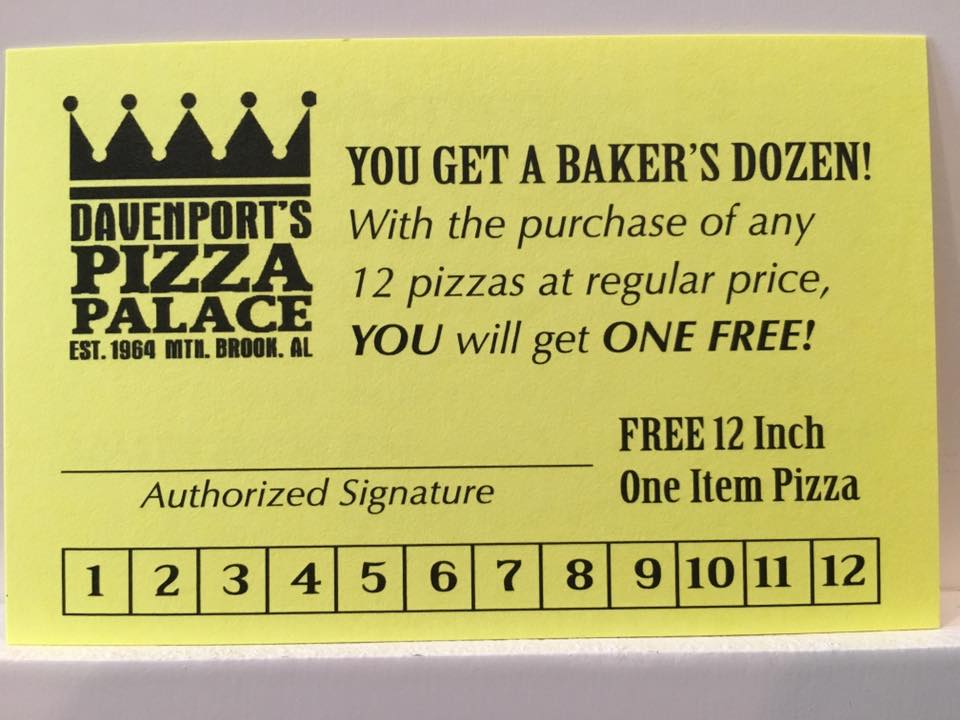 DAVENPORT'S
PIZZA
PALACE
EST. 1964 MTN. BROOK. AL
YOU GET A BAKER'S DOZEN!
With the purchase of any
12 pizzas at regular price,
YOU will get ONE FREE!
Authorized Signature
FREE 12 Inch
One Item Pizza
1 2 3 4 5 6 7 8 9 10 11 12